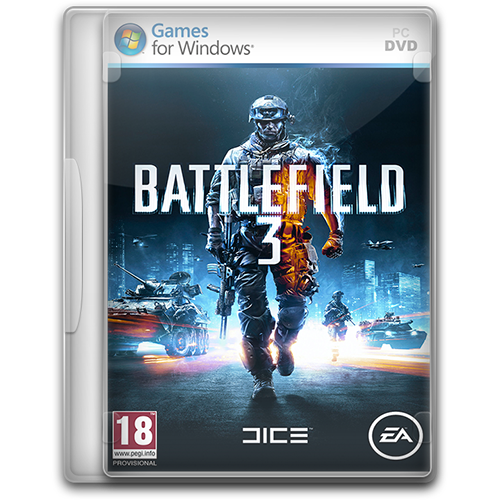 Games
for Windows®
PC
DVD
BATTLEFIELD
3
18
www.pegi.info
PROVISIONAL
DICE
EA